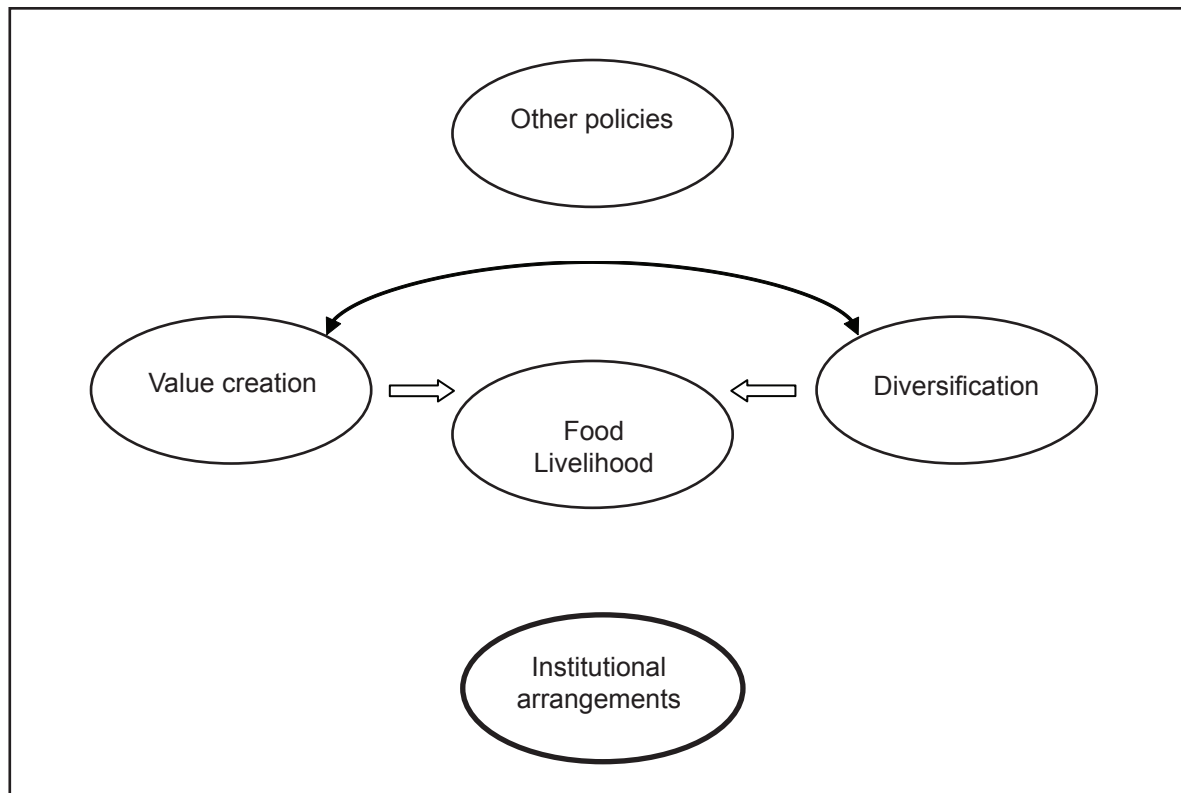 Other policies
Value creation
Diversification
Food
Livelihood
Institutional
arrangements